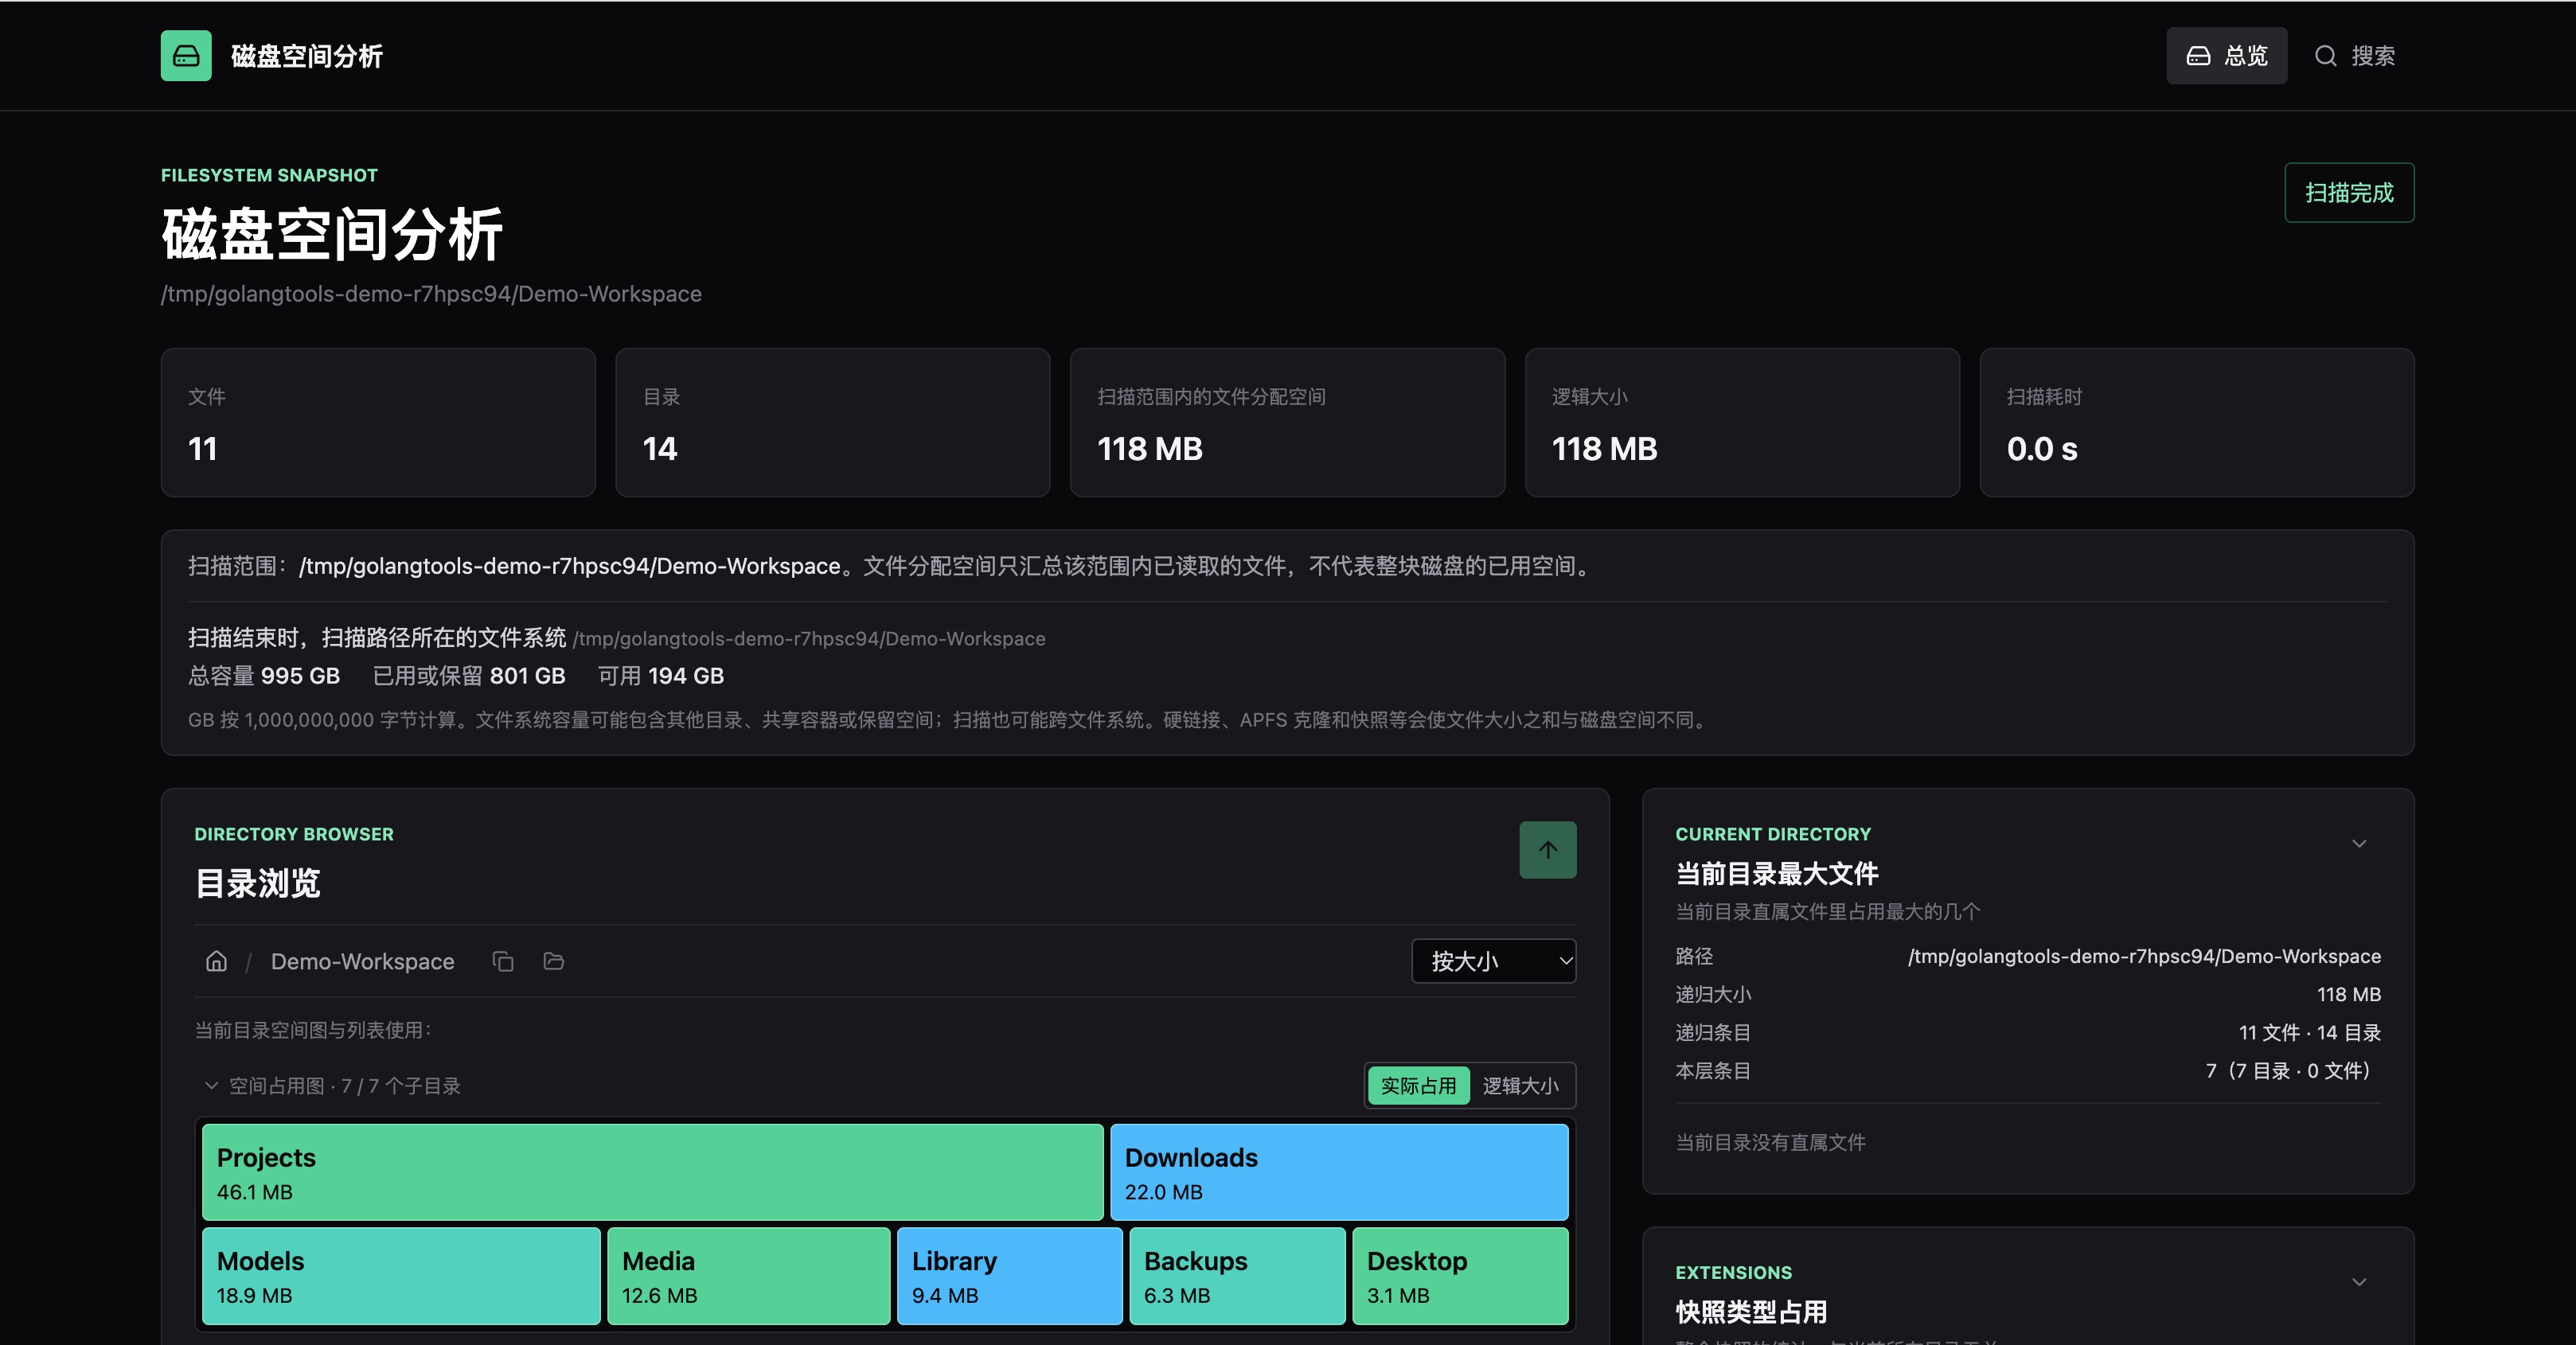 磁盘空间分析
总览
搜索
FILESYSTEM SNAPSHOT
磁盘空间分析
/tmp/golangtools-demo-r7hpsc94/Demo-Workspace
扫描完成
文件
11
目录
14
扫描范围内的文件分配空间
118 MB
逻辑大小
118 MB
扫描耗时
0.0 s
扫描范围：/tmp/golangtools-demo-r7hpsc94/Demo-Workspace。文件分配空间只汇总该范围内已读取的文件，不代表整块磁盘的已用空间。
扫描结束时，扫描路径所在的文件系统 /tmp/golangtools-demo-r7hpsc94/Demo-Workspace
总容量 995 GB 已用或保留 801 GB 可用 194 GB
GB 按 1,000,000,000 字节计算。文件系统容量可能包含其他目录、共享容器或保留空间；扫描也可能跨文件系统。硬链接、APFS 克隆和快照等会使文件大小之和与磁盘空间不同。
DIRECTORY BROWSER
目录浏览
/ Demo-Workspace
按大小
当前目录空间图与列表使用：
空间占用图 · 7 / 7 个子目录
实际占用 逻辑大小
Projects
46.1 MB
Downloads
22.0 MB
Models
18.9 MB
Media
12.6 MB
Library
9.4 MB
Backups
6.3 MB
Desktop
3.1 MB
CURRENT DIRECTORY
当前目录最大文件
当前目录直属文件里占用最大的几个
路径 /tmp/golangtools-demo-r7hpsc94/Demo-Workspace
递归大小 118 MB
递归条目 11 文件 · 14 目录
本层条目 7（7 目录 · 0 文件）
当前目录没有直属文件
EXTENSIONS
快照类型占用